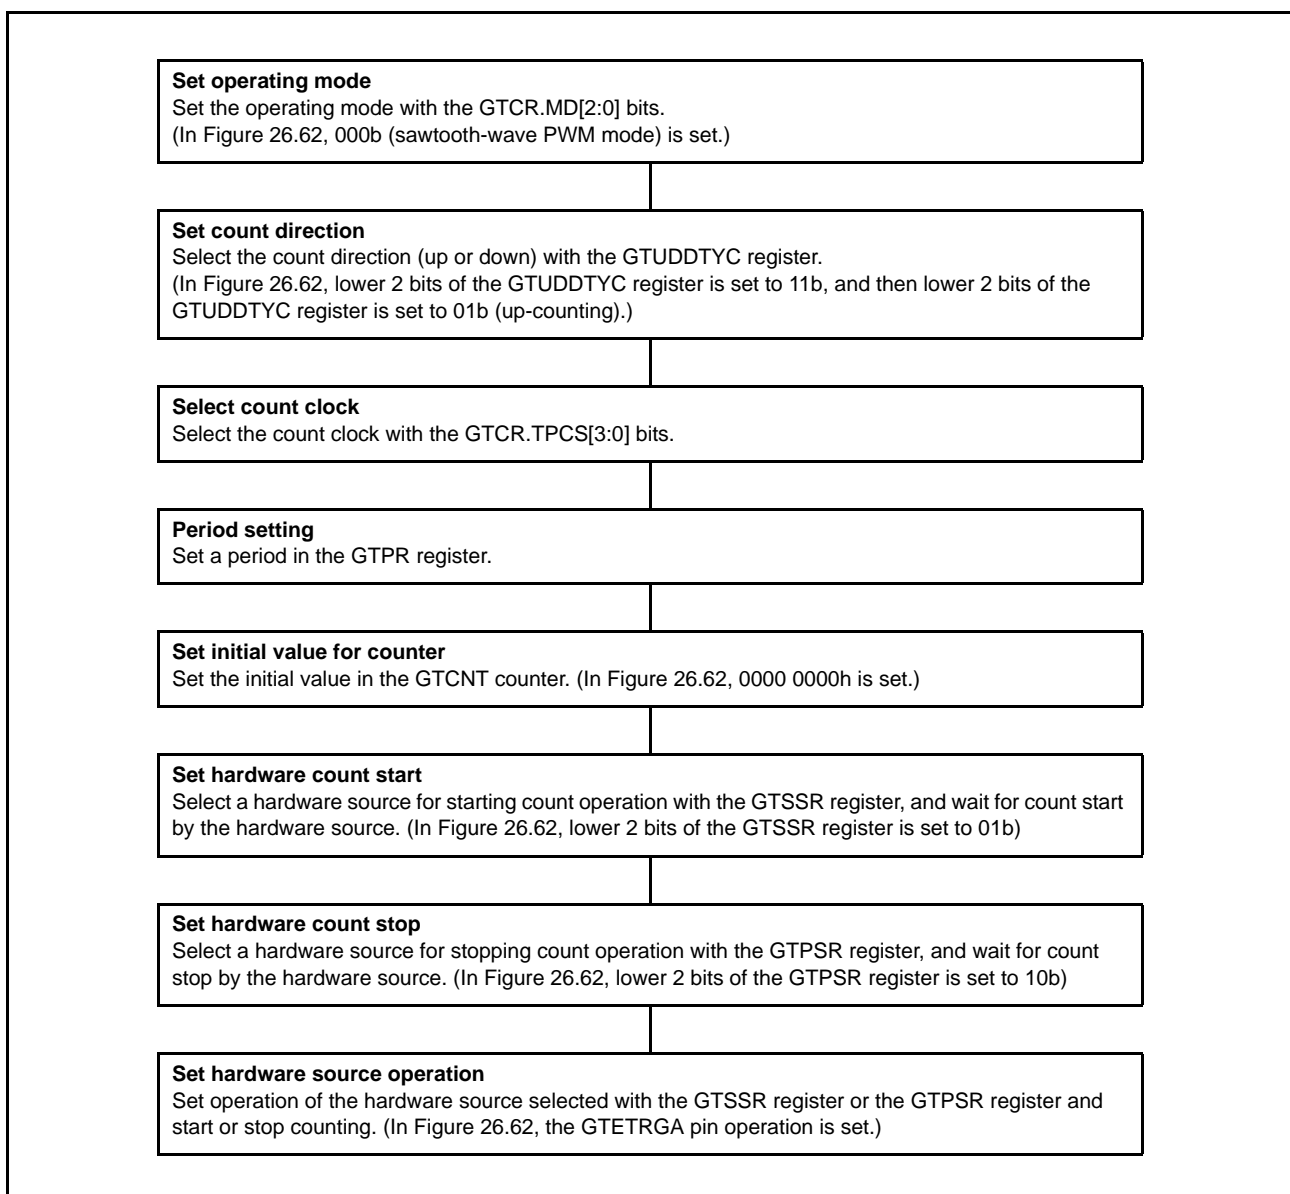 Set operating mode
Set the operating mode with the GTCR.MD[2:0] bits.
(In Figure 26.62, 000b (sawtooth-wave PWM mode) is set.)
Set count direction
Select the count direction (up or down) with the GTUDDTYC register.
(In Figure 26.62, lower 2 bits of the GTUDDTYC register is set to 11b, and then lower 2 bits of the
GTUDDTYC register is set to 01b (up-counting).)
Select count clock
Select the count clock with the GTCR.TPCS[3:0] bits.
Period setting
Set a period in the GTPR register.
Set initial value for counter
Set the initial value in the GTCNT counter. (In Figure 26.62, 0000 0000h is set.)
Set hardware count start
Select a hardware source for starting count operation with the GTSSR register, and wait for count start
by the hardware source. (In Figure 26.62, lower 2 bits of the GTSSR register is set to 01b)
Set hardware count stop
Select a hardware source for stopping count operation with the GTPSR register, and wait for count
stop by the hardware source. (In Figure 26.62, lower 2 bits of the GTPSR register is set to 10b)
Set hardware source operation
Set operation of the hardware source selected with the GTSSR register or the GTPSR register and
start or stop counting. (In Figure 26.62, the GTETRGA pin operation is set.)